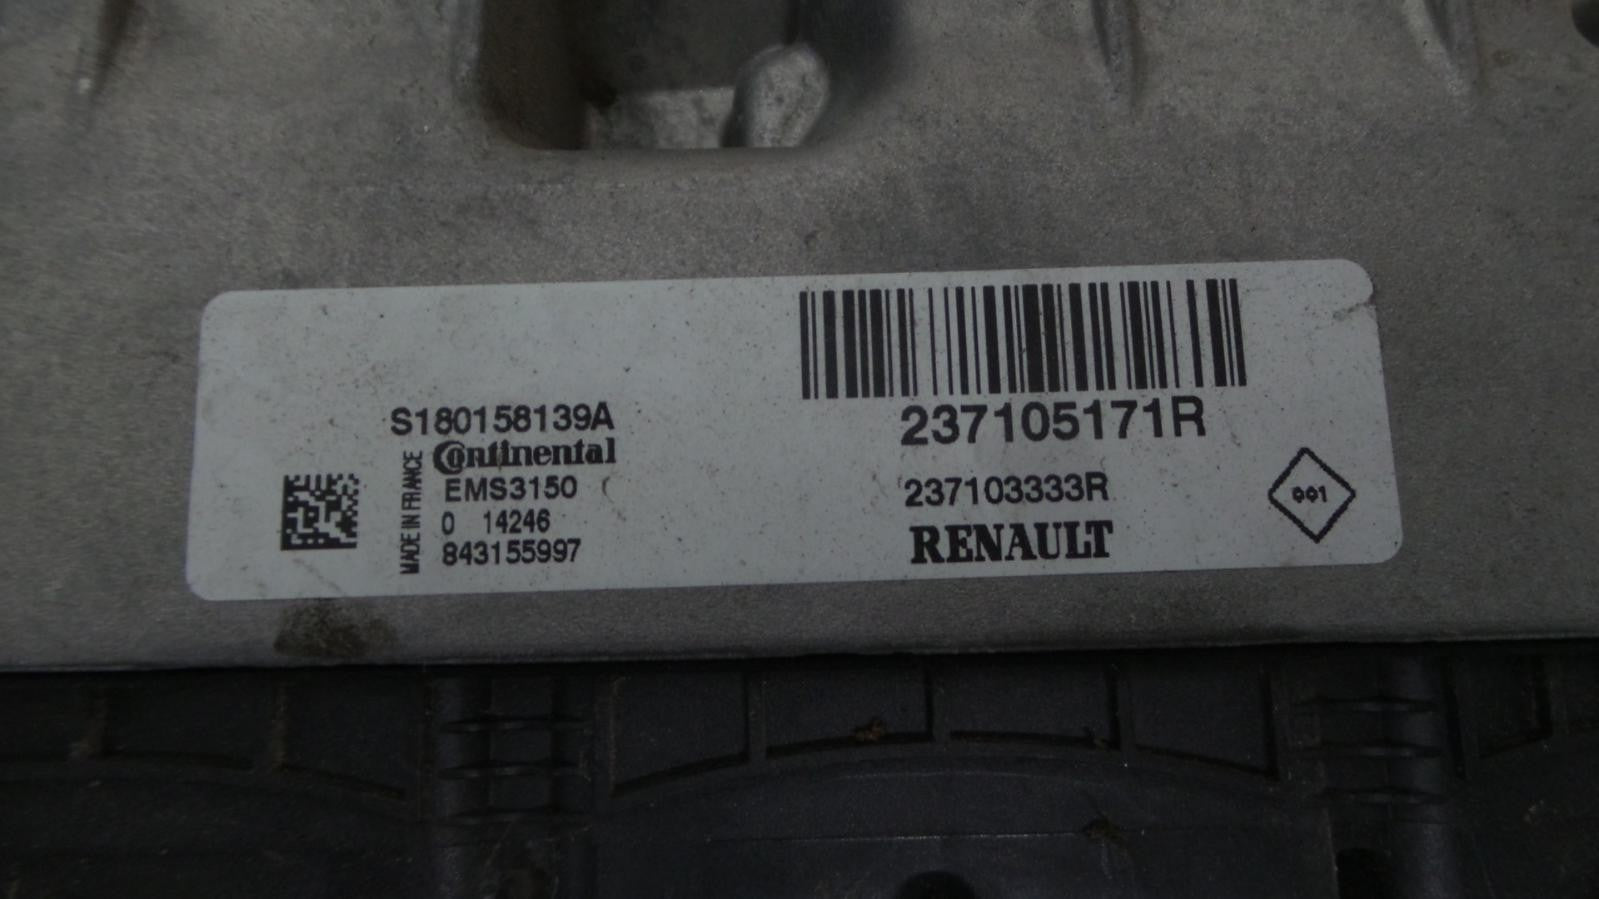 S180158139A
Continental
MADE IN FRANCE
EMS3150
0 14246
843155997
237105171R
237103333R
RENAULT
001